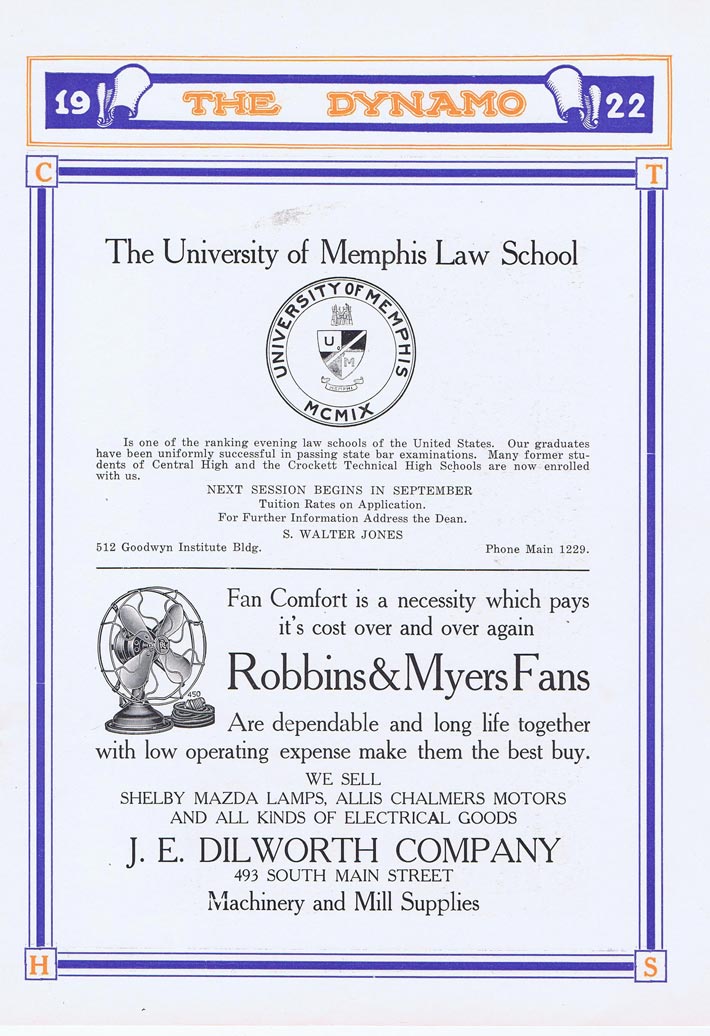 19 THE DYNAMO 22
C T
The University of Memphis Law School
UNIVERSITY OF MEMPHIS
U. of M
MEMPHIS
MCMIX
Is one of the ranking evening law schools of the United States. Our graduates
have been uniformly successful in passing state bar examinations. Many former stu-
dents of Central High and the Crockett Technical High Schools are now enrolled
with us.
NEXT SESSION BEGINS IN SEPTEMBER
Tuition Rates on Application.
For Further Information Address the Dean.
S. WALTER JONES
512 Goodwyn Institute Bldg. Phone Main 1229.
Fan Comfort is a necessity which pays
it's cost over and over again
Robbins & Myers Fans
450
Are dependable and long life together
with low operating expense make them the best buy.
WE SELL
SHELBY MAZDA LAMPS, ALLIS CHALMERS MOTORS
AND ALL KINDS OF ELECTRICAL GOODS
J. E. DILWORTH COMPANY
493 SOUTH MAIN STREET
Machinery and Mill Supplies
H S